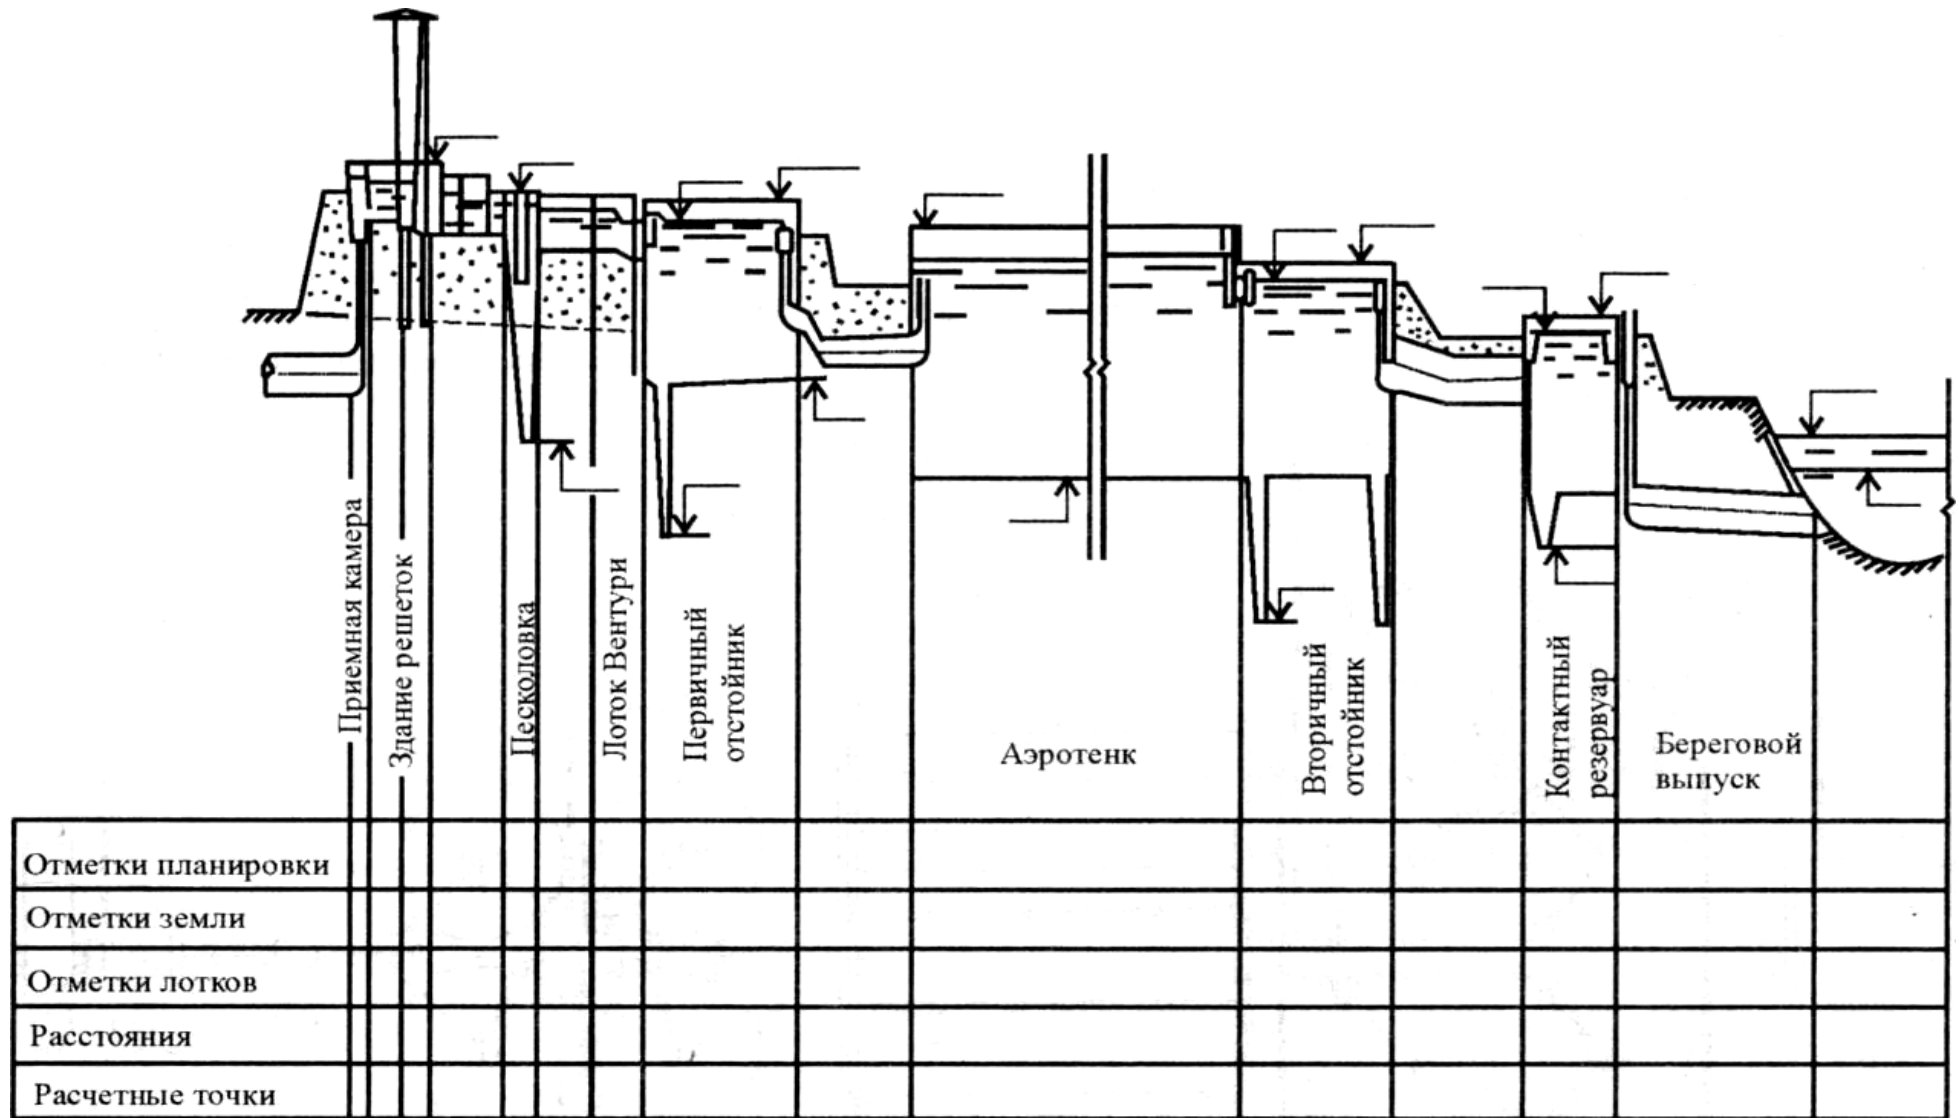 Приемная камера
Здание решеток
Песколовка
Лоток Вентури
Первичный
отстойник
Аэротенк
Вторичный
отстойник
Контактный
резервуар
Береговой
выпуск
Отметки планировки
Отметки земли
Отметки лотков
Расстояния
Расчетные точки